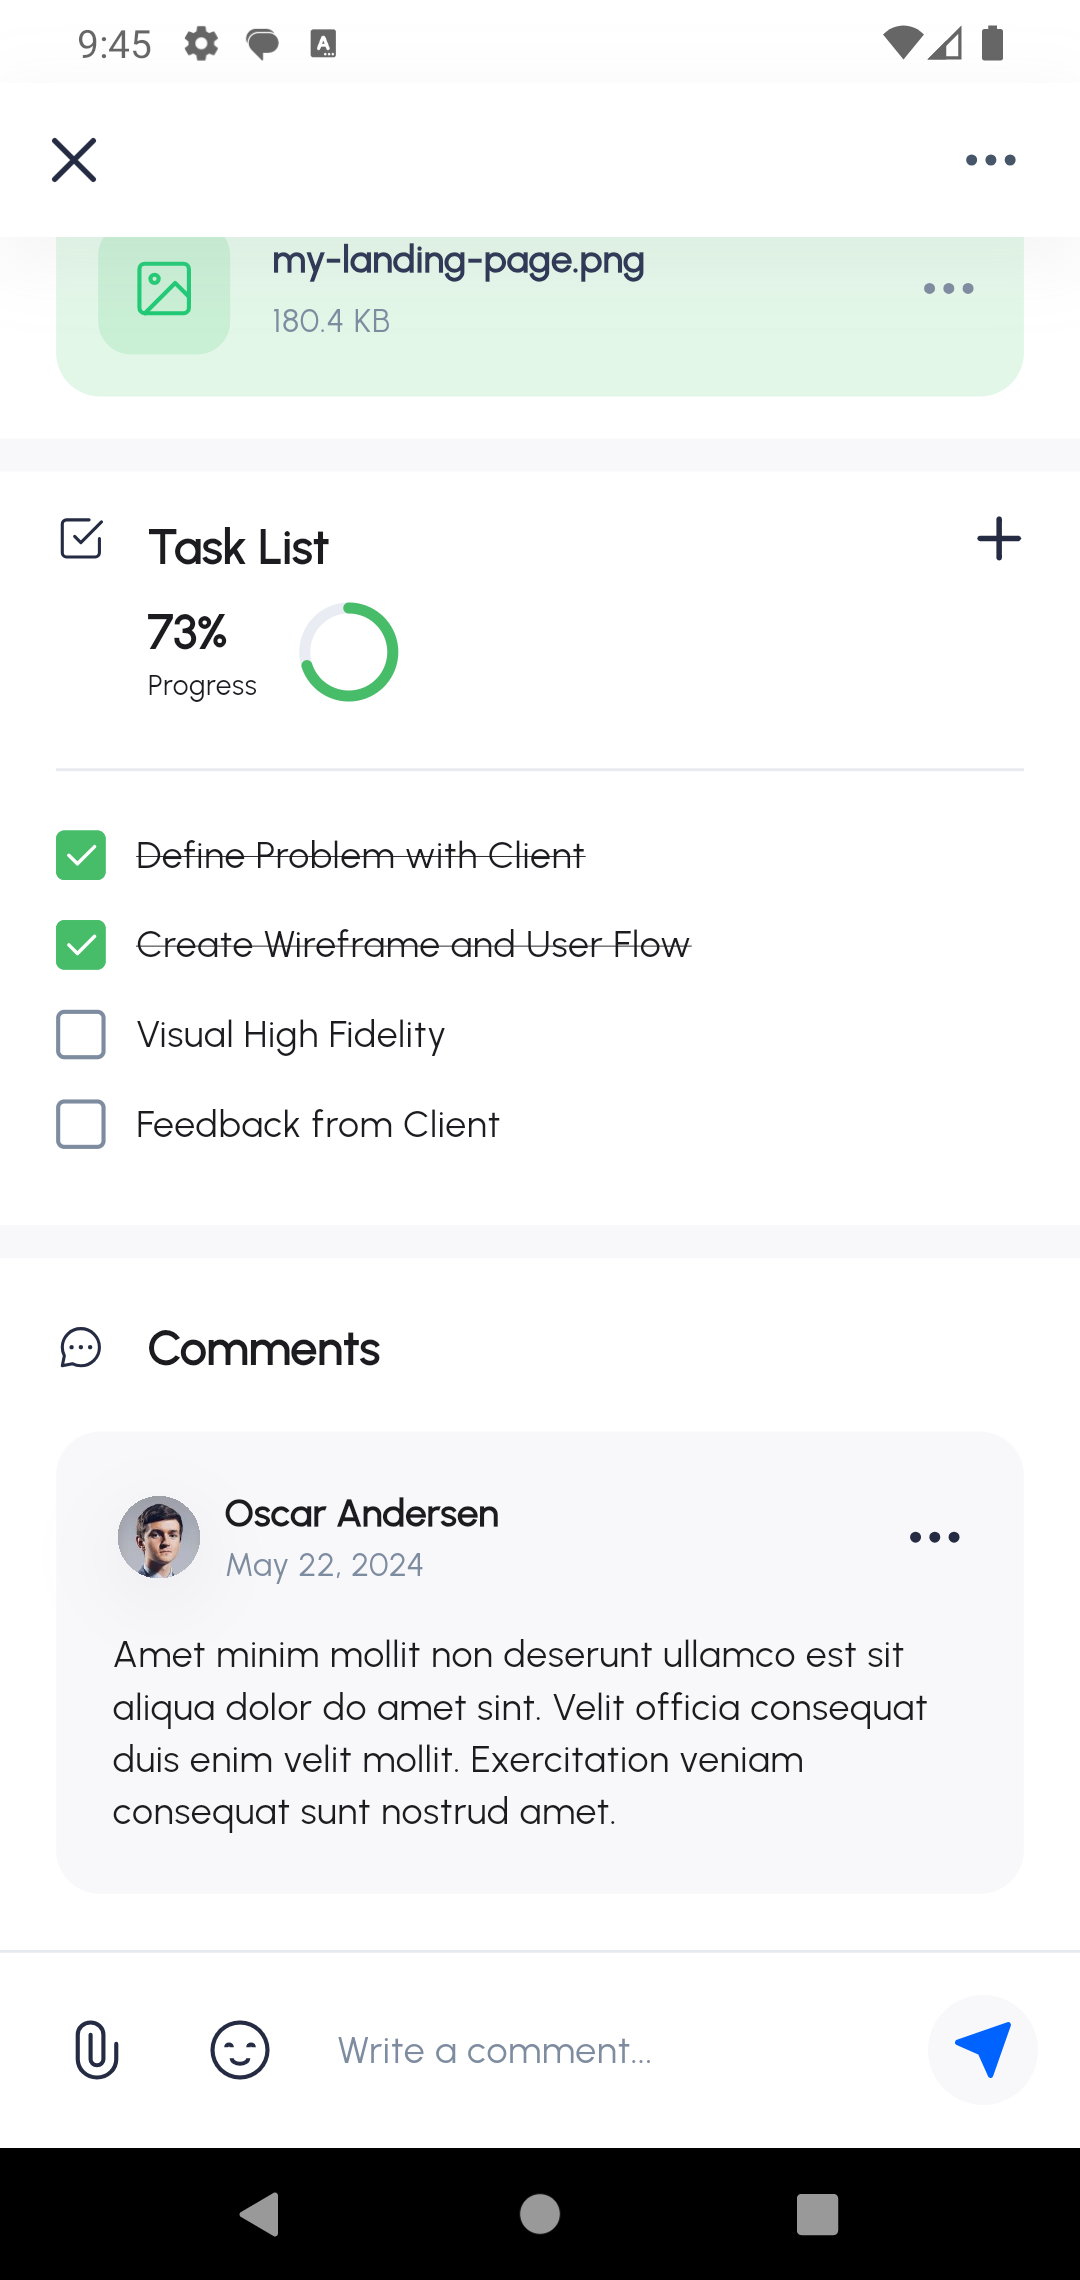 9:45
my-landing-page.png
180.4 KB
Task List
73%
Progress
Define Problem with Client
Create Wireframe and User Flow
Visual High Fidelity
Feedback from Client
Comments
Oscar Andersen
May 22, 2024
Amet minim mollit non deserunt ullamco est sit
aliqua dolor do amet sint. Velit officia consequat
duis enim velit mollit. Exercitation veniam
consequat sunt nostrud amet.
Write a comment...